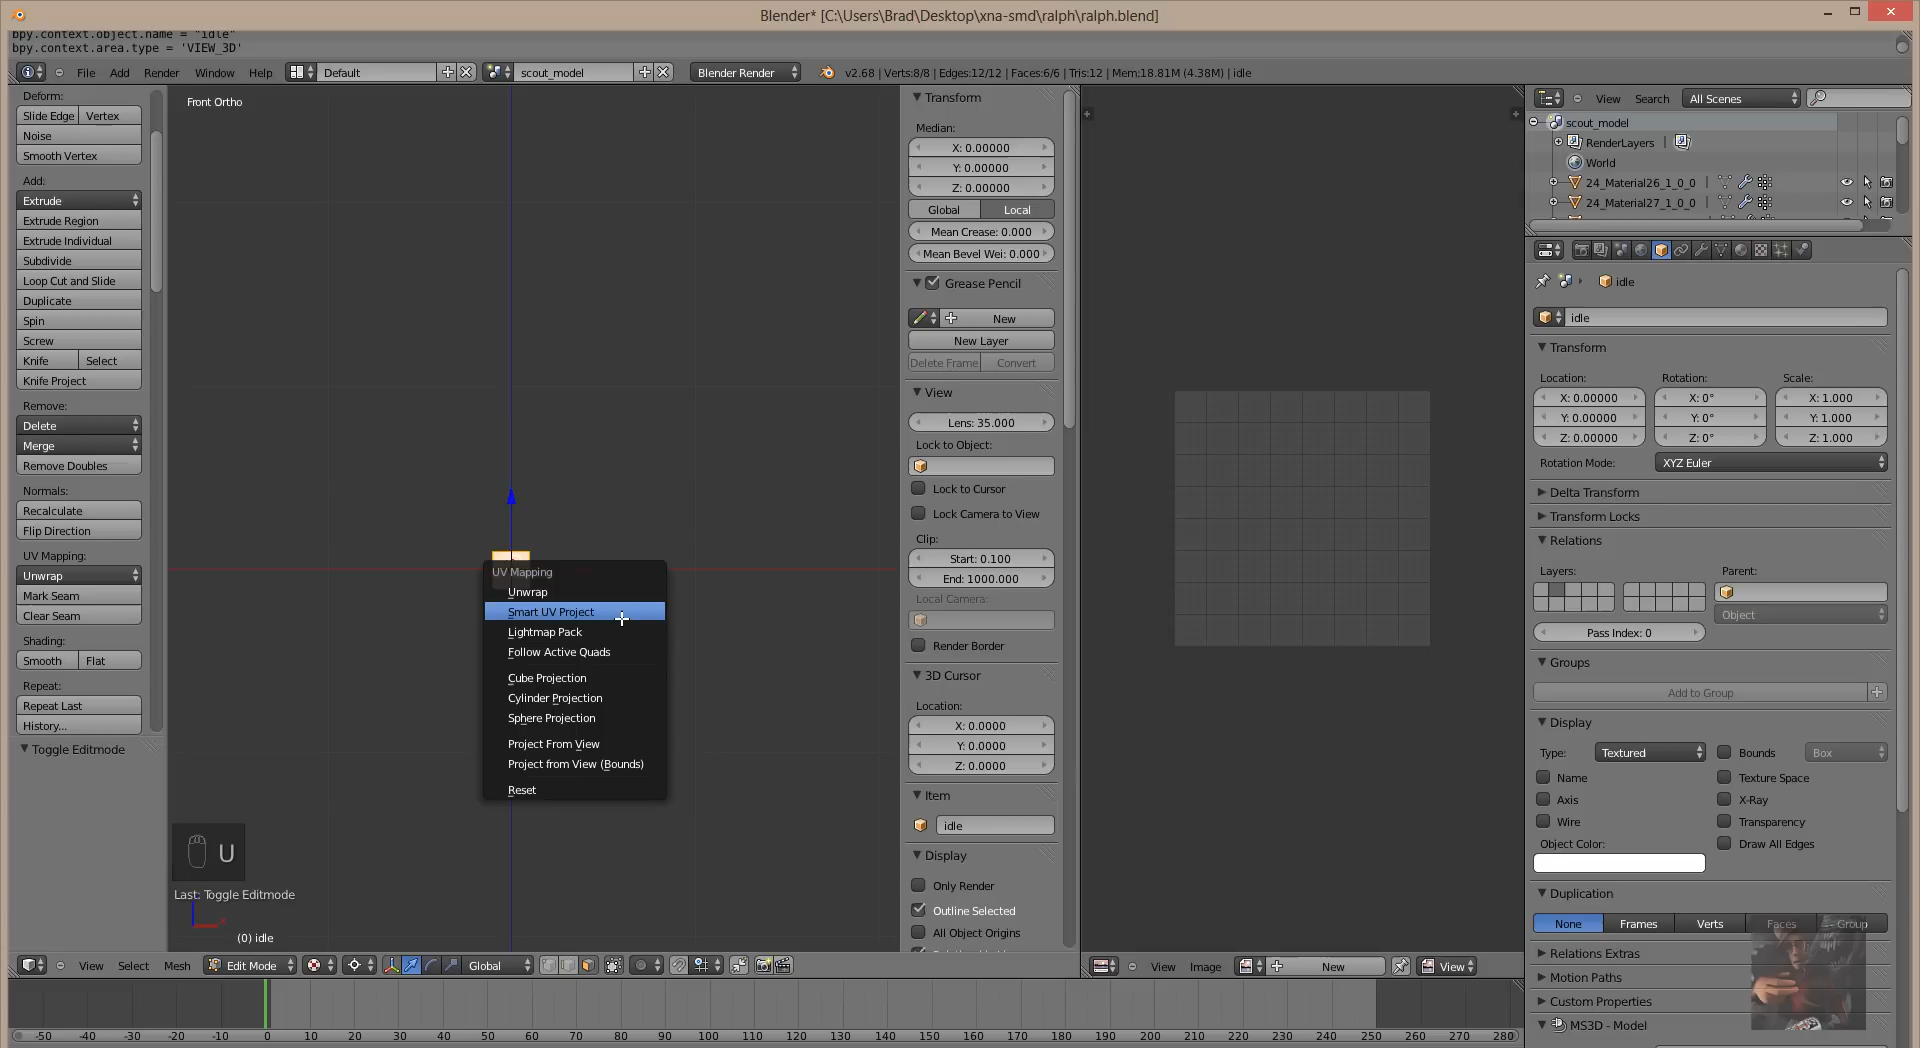 Blender* [C:\Users\Brad\Desktop\xna-smd\ralph\ralph.blend]
bpy.context.object.name = "idle"
bpy.context.area.type = 'VIEW_3D'
File Add Render Window Help Default scout_model Blender Render v2.68 | Verts:8/8 | Edges:12/12 | Faces:6/6 | Tris:12 | Mem:18.81M (4.38M) | idle
Deform:
Slide Edge Vertex
Noise
Smooth Vertex
Add:
Extrude
Extrude Region
Extrude Individual
Subdivide
Loop Cut and Slide
Duplicate
Spin
Screw
Knife Select
Knife Project
Remove:
Delete
Merge
Remove Doubles
Normals:
Recalculate
Flip Direction
UV Mapping:
Unwrap
Mark Seam
Clear Seam
Shading:
Smooth Flat
Repeat:
Repeat Last
History...
Toggle Editmode
Front Ortho
UV Mapping
Unwrap
Smart UV Project
Lightmap Pack
Follow Active Quads
Cube Projection
Cylinder Projection
Sphere Projection
Project From View
Project from View (Bounds)
Reset
U
Last: Toggle Editmode
(0) idle
View Select Mesh Edit Mode Global
Transform
Median:
X: 0.00000
Y: 0.00000
Z: 0.00000
Global Local
Mean Crease: 0.000
Mean Bevel Wei: 0.000
Grease Pencil
New
New Layer
Delete Frame Convert
View
Lens: 35.000
Lock to Object:
Lock to Cursor
Lock Camera to View
Clip:
Start: 0.100
End: 1000.000
Local Camera:
Render Border
3D Cursor
Location:
X: 0.0000
Y: 0.0000
Z: 0.0000
Item
idle
Display
Only Render
Outline Selected
All Object Origins
View Image New View
View Search All Scenes
scout_model
RenderLayers |
World
24_Material26_1_0_0 |
24_Material27_1_0_0 |
idle
idle
Transform
Location: Rotation: Scale:
X: 0.00000 X: 0° X: 1.000
Y: 0.00000 Y: 0° Y: 1.000
Z: 0.00000 Z: 0° Z: 1.000
Rotation Mode: XYZ Euler
Delta Transform
Transform Locks
Relations
Layers: Parent:
Object
Pass Index: 0
Groups
Add to Group
Display
Type: Textured Bounds Box
Name Texture Space
Axis X-Ray
Wire Transparency
Object Color: Draw All Edges
Duplication
None Frames Verts Faces Group
Relations Extras
Motion Paths
Custom Properties
MS3D - Model
-50 -40 -30 -20 -10 0 10 20 30 40 50 60 70 80 90 100 110 120 130 140 150 160 170 180 190 200 210 220 230 240 250 260 270 280